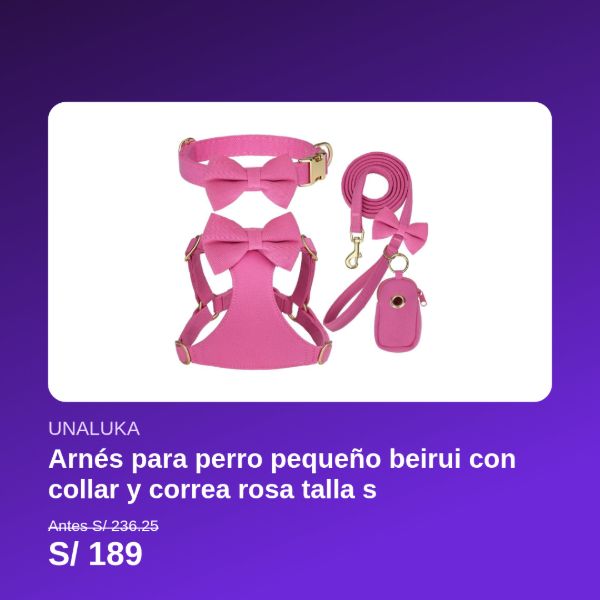 UNALUKA
Arnés para perro pequeño beirui con
collar y correa rosa talla s
Antes S/ 236.25
S/ 189